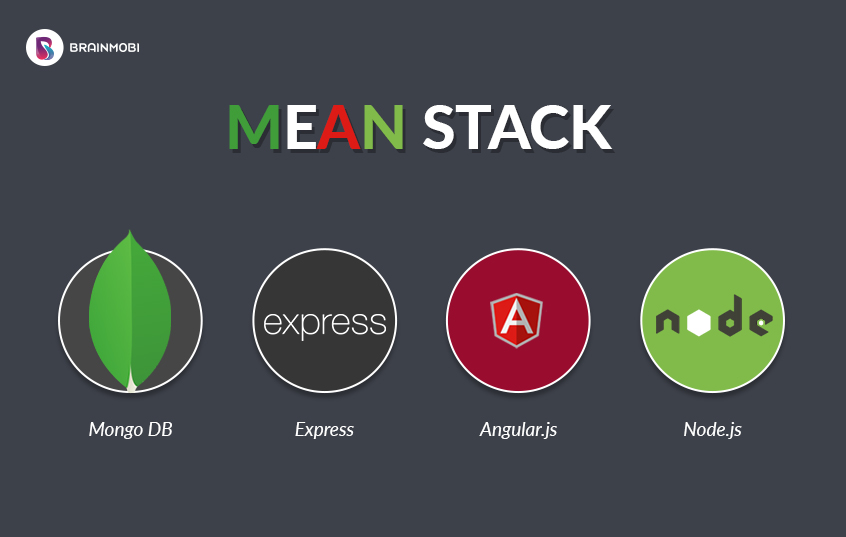 BRAINMOBI
MEAN STACK
express
A
node
Mongo DB
Express
Angular.js
Node.js